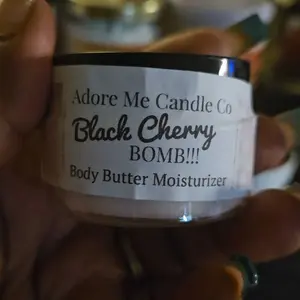 Adore Me Candle Co
Black Cherry
BOMB!!!
Body Butter Moisturizer